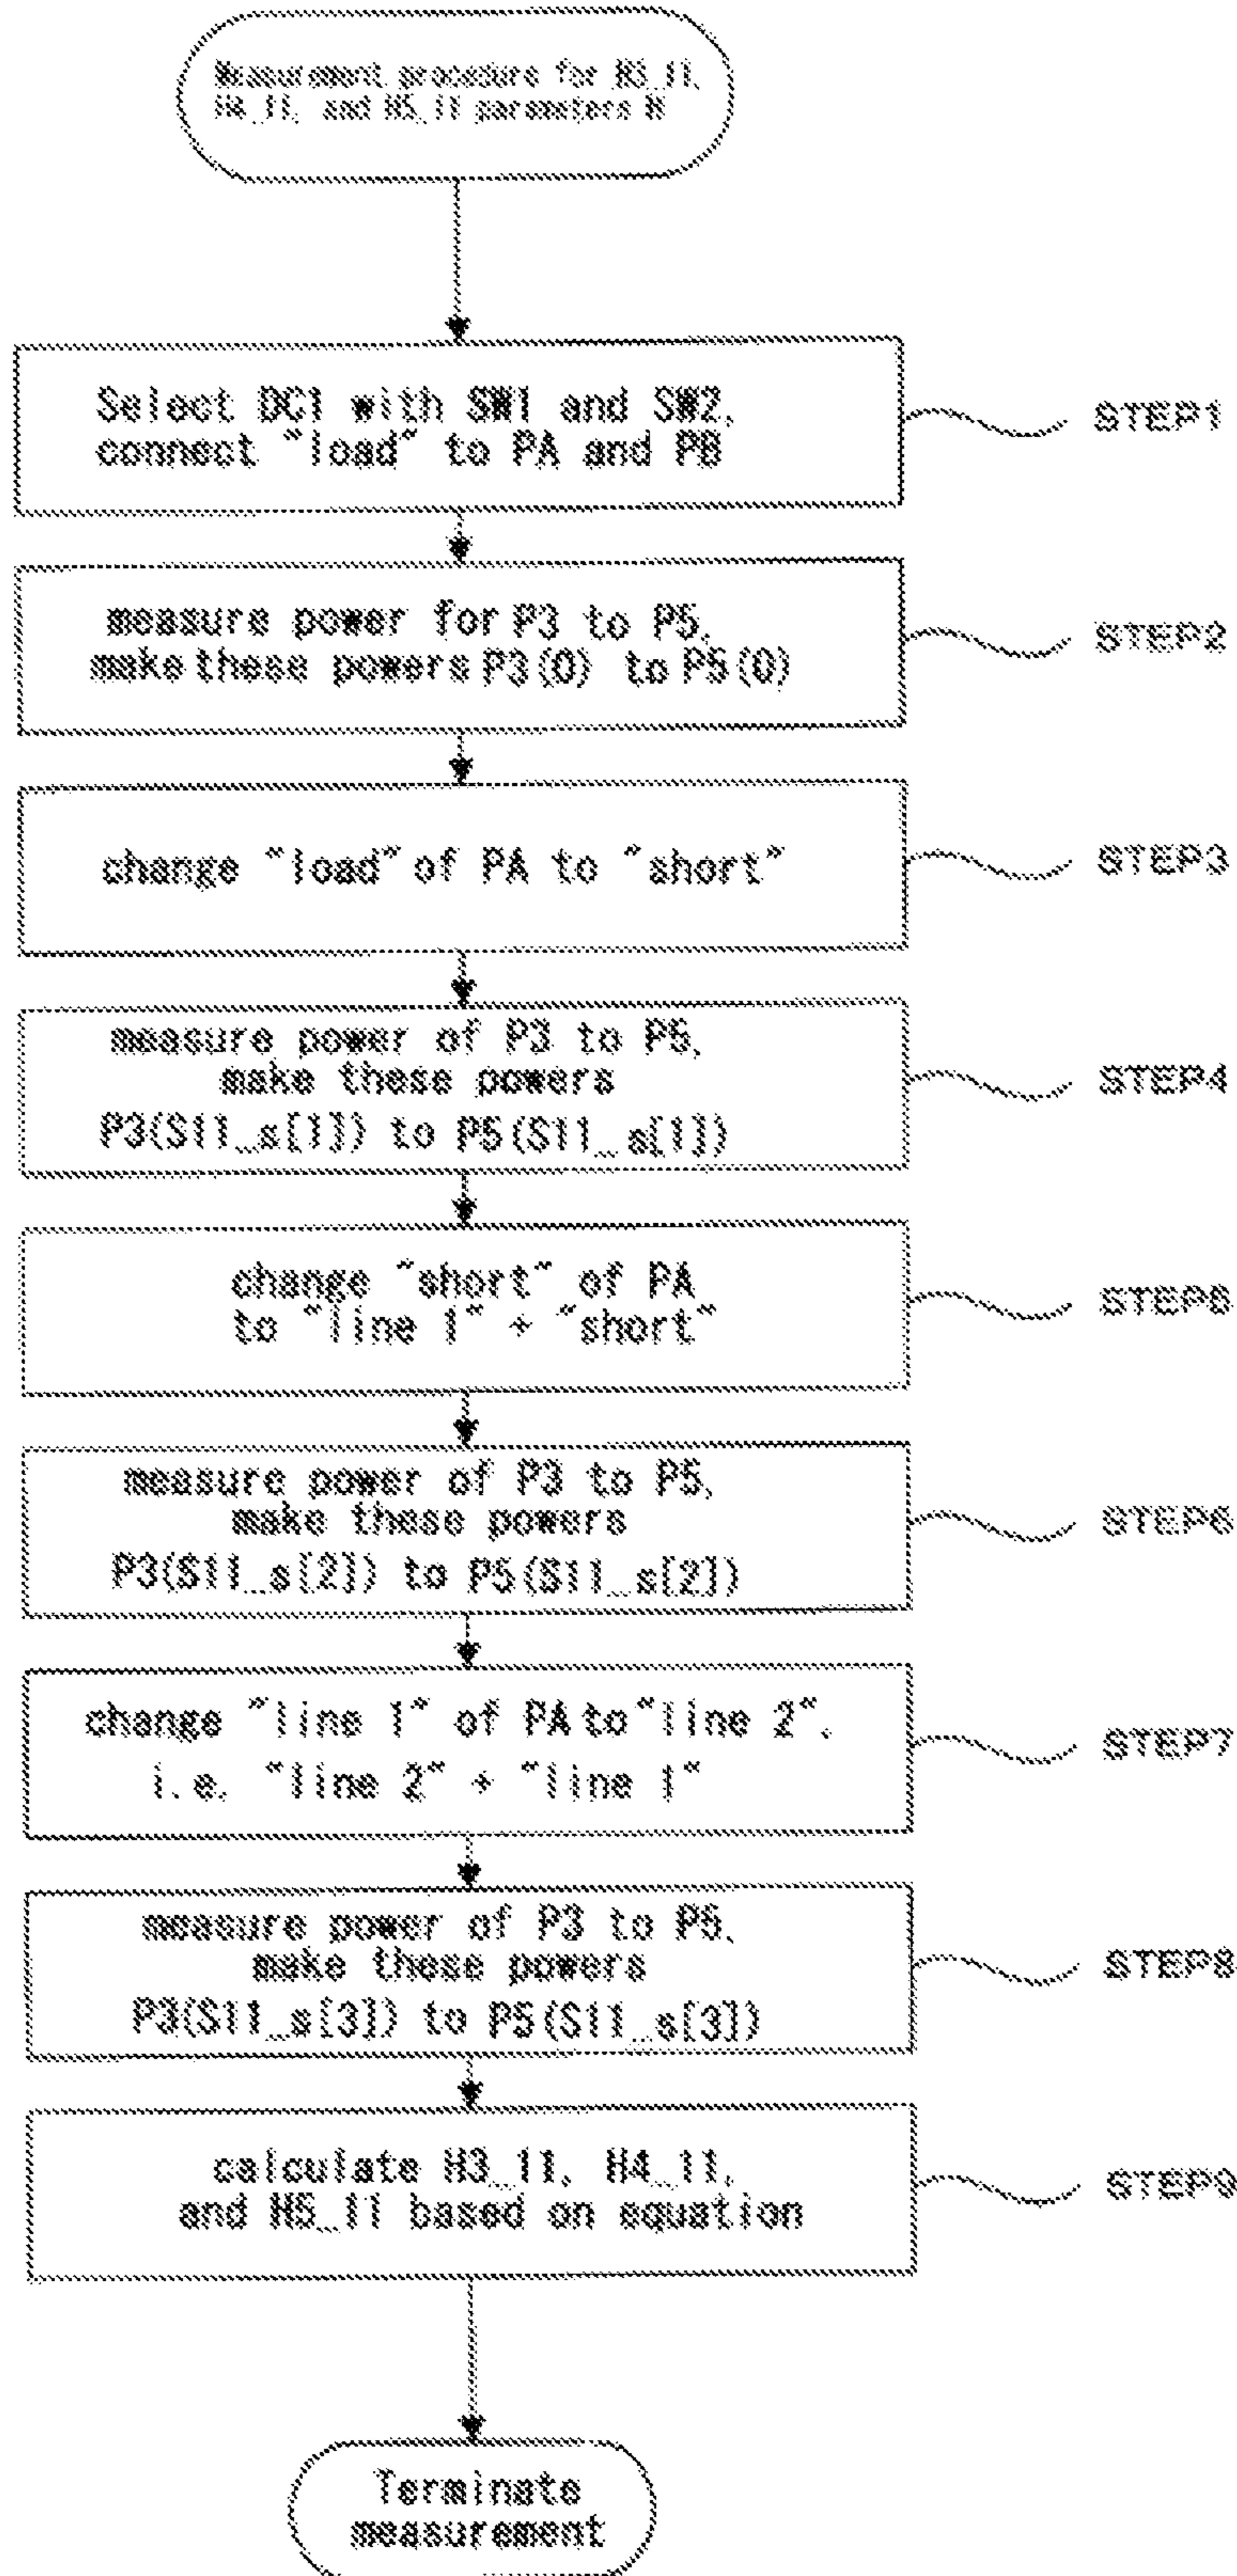 Measurement procedure for H3_11,
H4_11, and H5_11 parameters H
Select DC1 with SW1 and SW2,
connect "load" to PA and PB
STEP1
measure power for P3 to P5,
make these powers P3(0) to P5(0)
STEP2
change "load" of PA to "short"
STEP3
measure power of P3 to P5,
make these powers
P3(S11_s[1]) to P5(S11_s[1])
STEP4
change "short" of PA
to "line 1" + "short"
STEP5
measure power of P3 to P5,
make these powers
P3(S11_s[2]) to P5(S11_s[2])
STEP6
change "line 1" of PA to "line 2",
i.e. "line 2" + "line 1"
STEP7
measure power of P3 to P5,
make these powers
P3(S11_s[3]) to P5(S11_s[3])
STEP8
calculate H3_11, H4_11,
and H5_11 based on equation
STEP9
Terminate
measurement